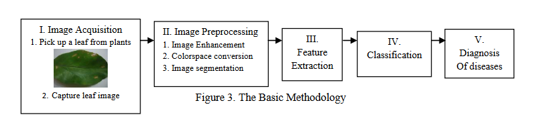 I. Image Acquisition
1. Pick up a leaf from plants
2. Capture leaf image
II. Image Preprocessing
1. Image Enhancement
2. Colorspace conversion
3. Image segmentation
III.
Feature
Extraction
IV.
Classification
V.
Diagnosis
Of diseases
Figure 3. The Basic Methodology